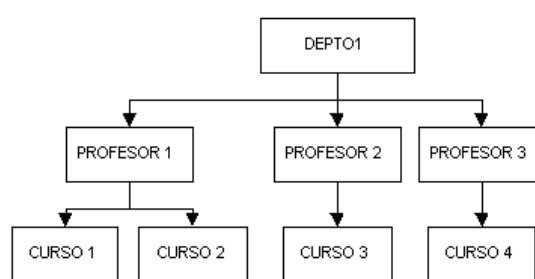 DEPTO1
PROFESOR 1
PROFESOR 2
PROFESOR 3
CURSO 1
CURSO 2
CURSO 3
CURSO 4